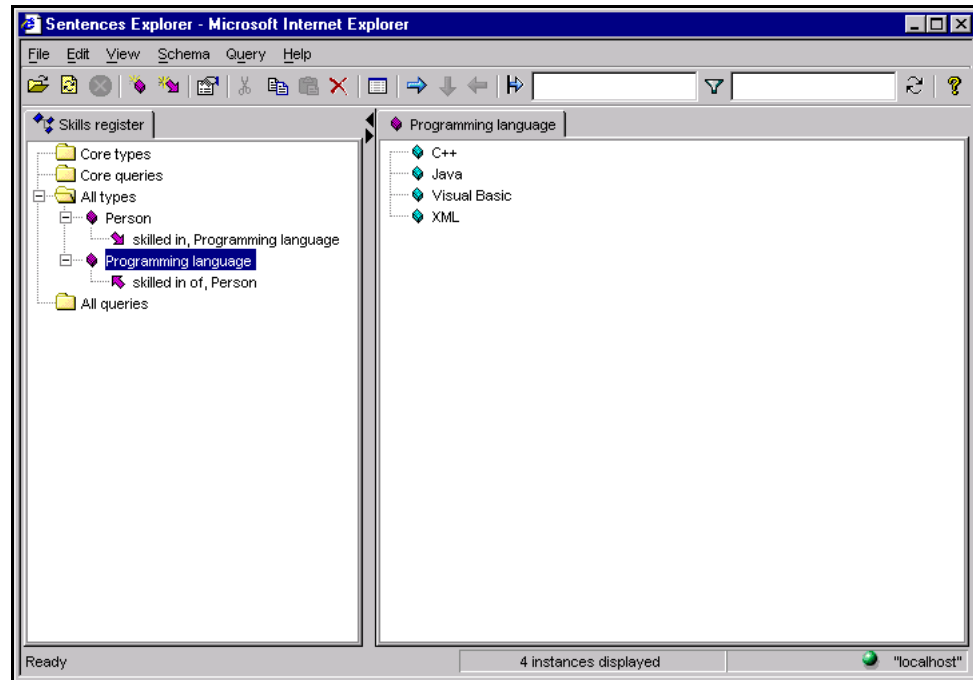 Sentences Explorer - Microsoft Internet Explorer
File Edit View Schema Query Help
Skills register
Core types
Core queries
All types
Person
skilled in, Programming language
Programming language
skilled in of, Person
All queries
Programming language
C++
Java
Visual Basic
XML
Ready
4 instances displayed
"localhost"